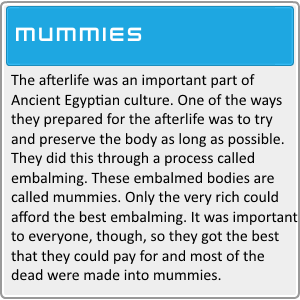 MUMMIES
The afterlife was an important part of
Ancient Egyptian culture. One of the ways
they prepared for the afterlife was to try
and preserve the body as long as possible.
They did this through a process called
embalming. These embalmed bodies are
called mummies. Only the very rich could
afford the best embalming. It was important
to everyone, though, so they got the best
that they could pay for and most of the
dead were made into mummies.